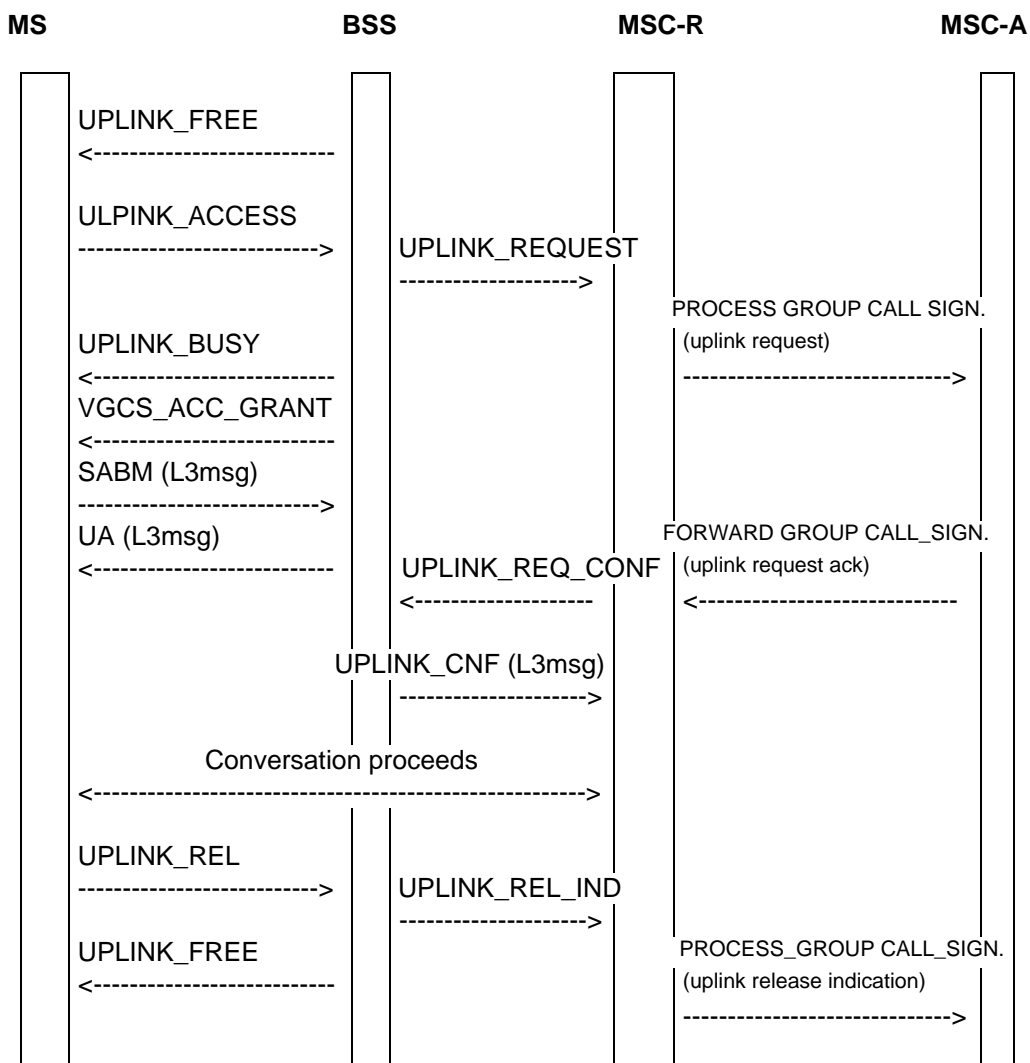 MS BSS MSC-R MSC-A
UPLINK_FREE
<---------------------------
ULPINK_ACCESS
---------------------------> UPLINK_REQUEST
-------------------->
PROCESS GROUP CALL SIGN.
UPLINK_BUSY (uplink request)
<--------------------------- ------------------------------>
VGCS_ACC_GRANT
<---------------------------
SABM (L3msg)
--------------------------->
UA (L3msg) FORWARD GROUP CALL_SIGN.
<--------------------------- UPLINK_REQ_CONF (uplink request ack)
<-------------------- <-----------------------------
UPLINK_CNF (L3msg)
--------------------->
Conversation proceeds
<------------------------------------------------------->
UPLINK_REL
---------------------------> UPLINK_REL_IND
--------------------->
UPLINK_FREE PROCESS_GROUP CALL_SIGN.
<--------------------------- (uplink release indication)
------------------------------>